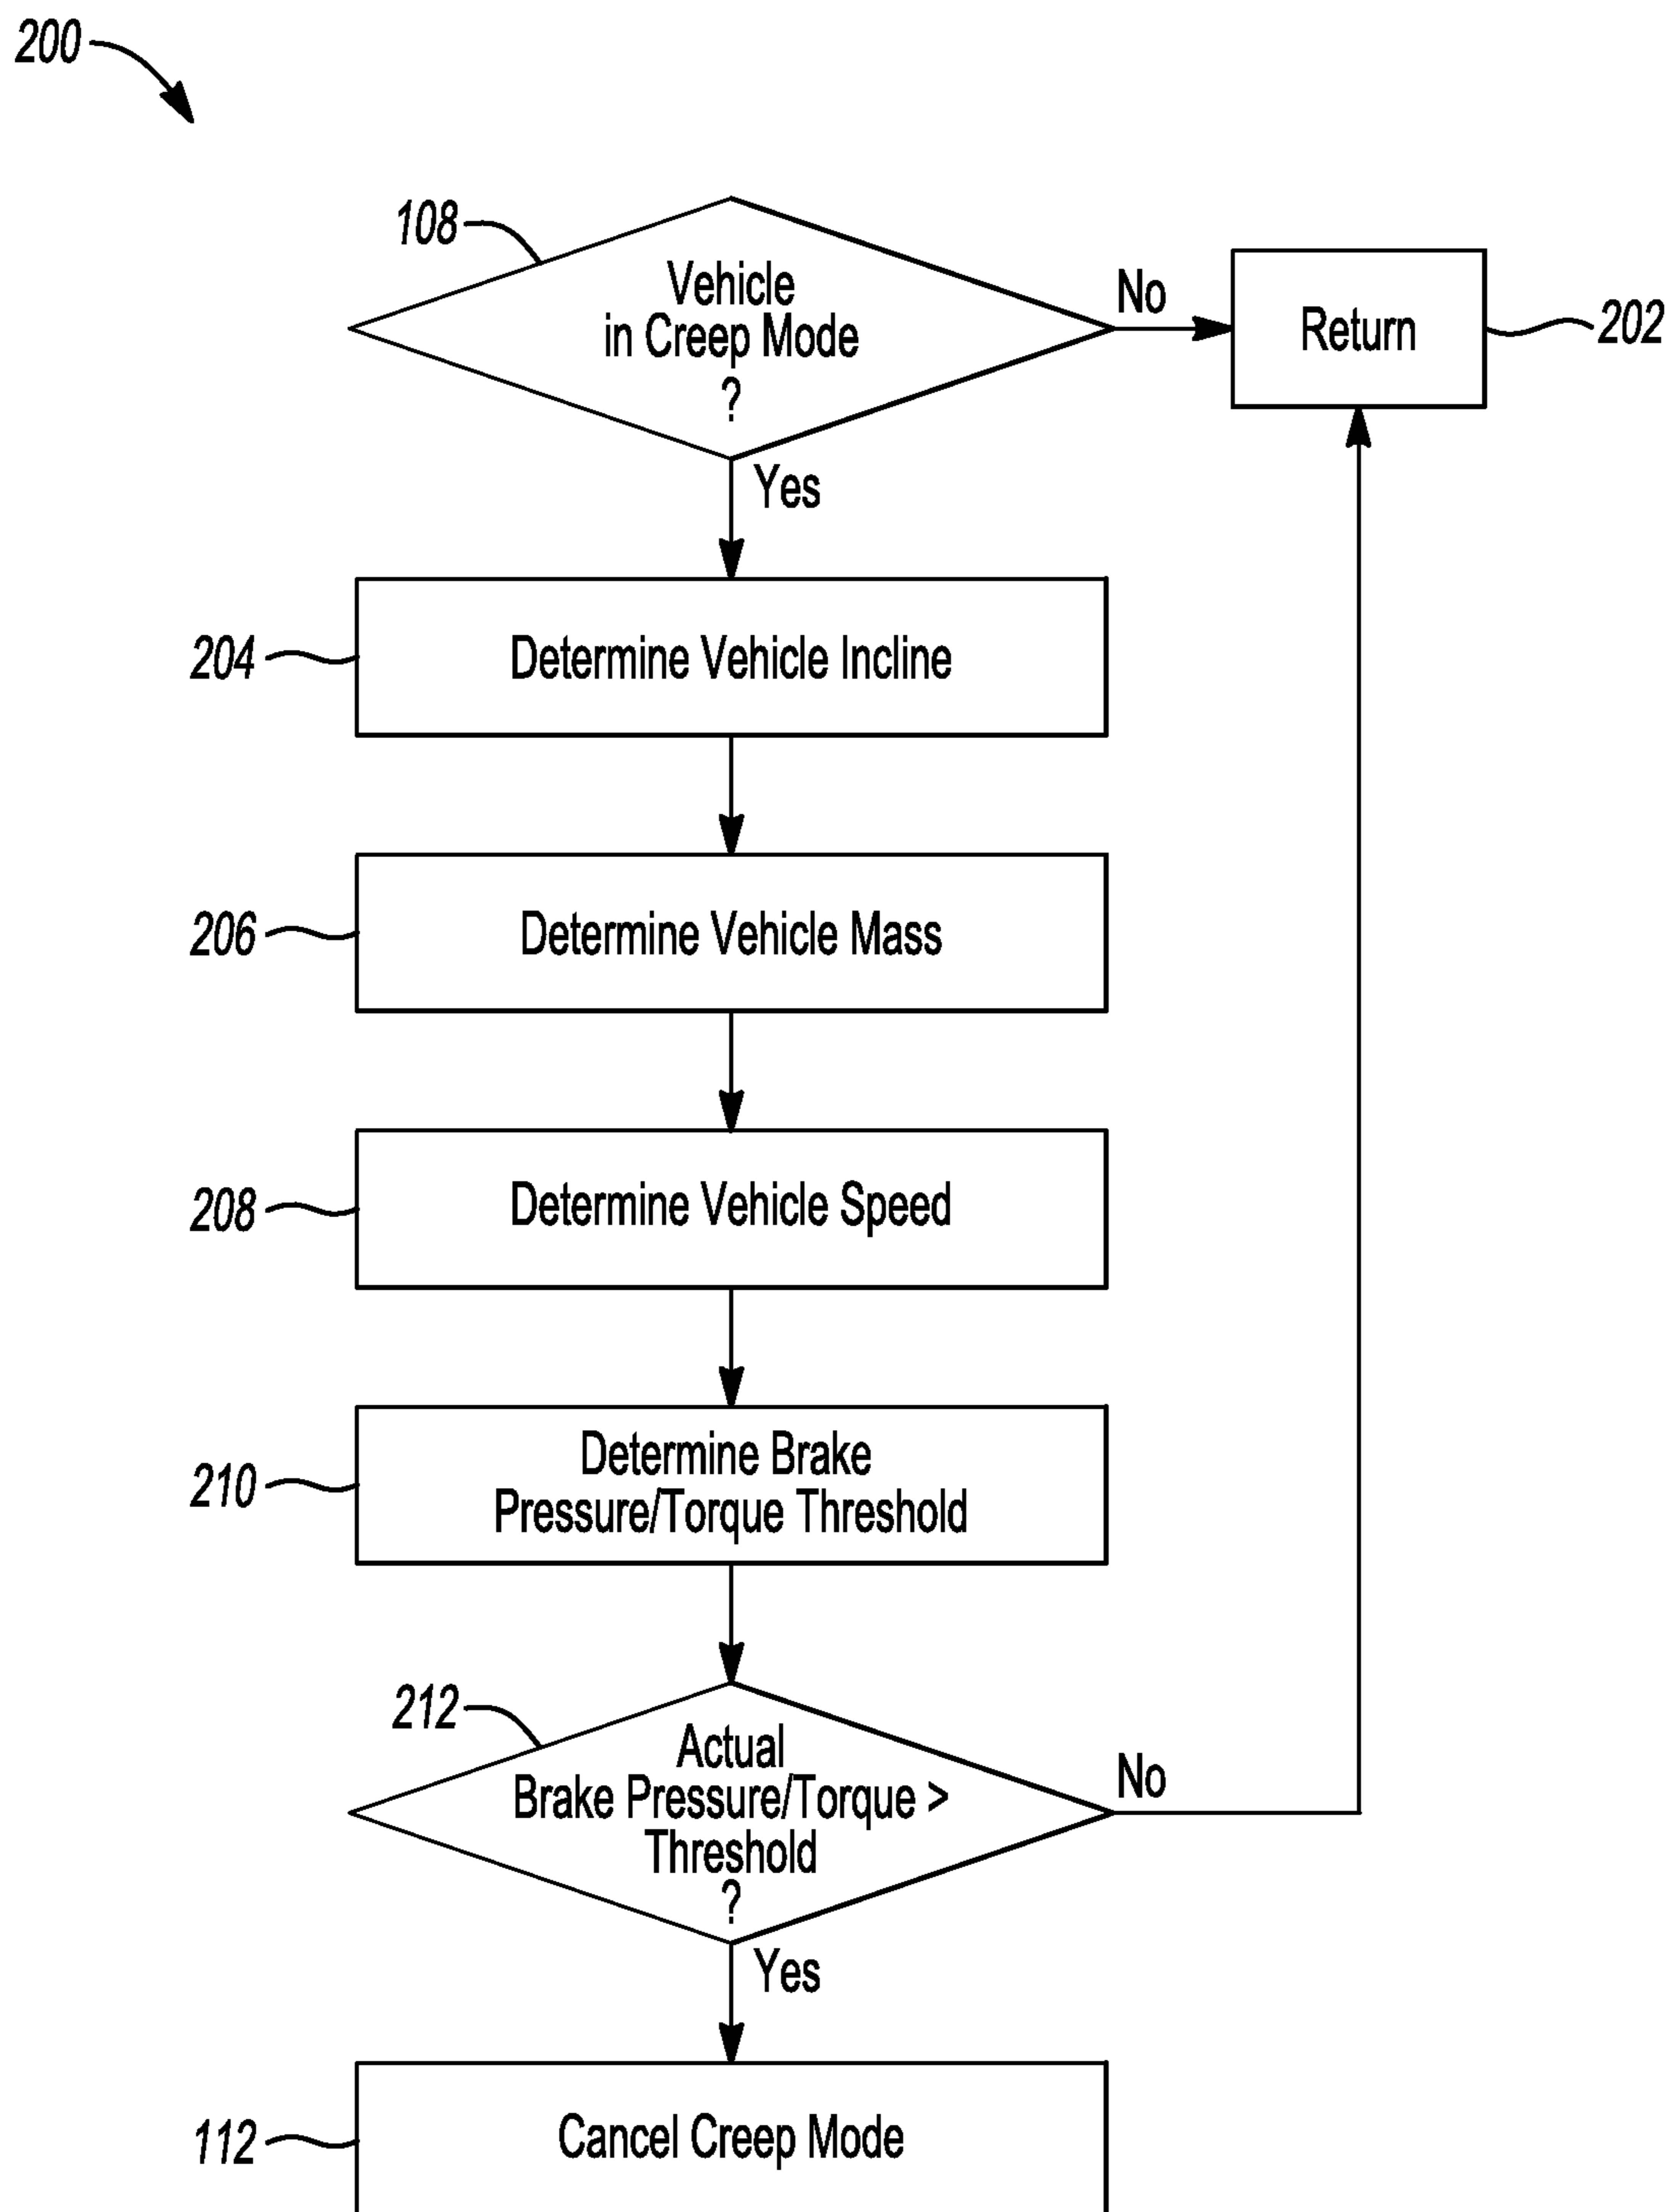 200
108
Vehicle
in Creep Mode
?
No
Return
202
Yes
204
Determine Vehicle Incline
206
Determine Vehicle Mass
208
Determine Vehicle Speed
210
Determine Brake
Pressure/Torque Threshold
212
Actual
Brake Pressure/Torque >
Threshold
?
No
Yes
112
Cancel Creep Mode